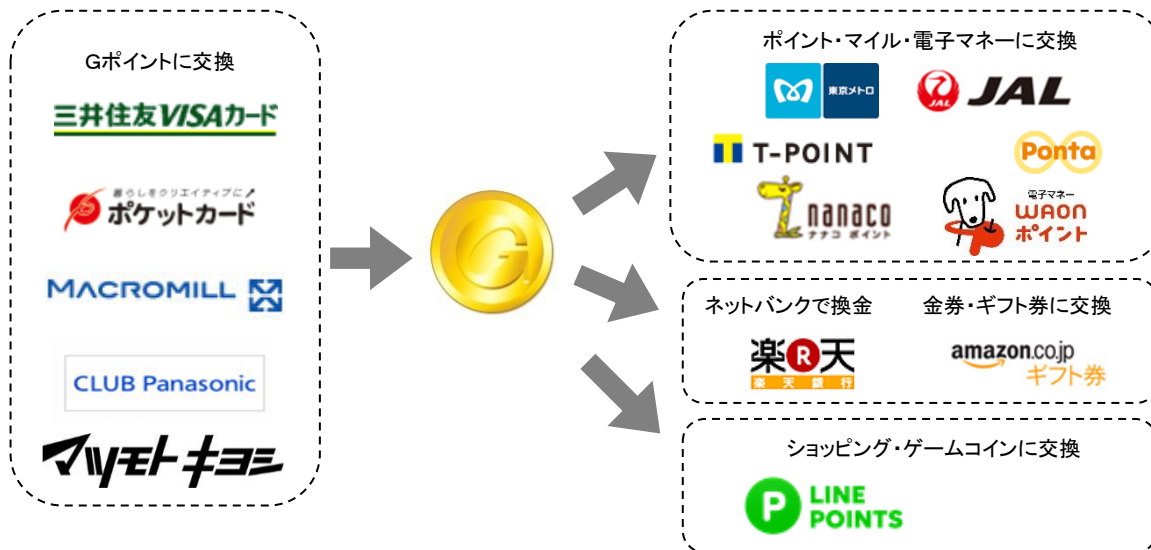 Gポイントに交換
三井住友VISAカード
暮らしをクリエイティブに
ポケットカード
MACROMILL
CLUB Panasonic
マツモトキヨシ
G
ポイント・マイル・電子マネーに交換
東京メトロ
JAL
JAL
T-POINT
Ponta
nanaco
ナナコ ポイント
電子マネー
WAON
ポイント
ネットバンクで換金
金券・ギフト券に交換
楽R天
楽天銀行
amazon.co.jp
ギフト券
ショッピング・ゲームコインに交換
P
LINE
POINTS